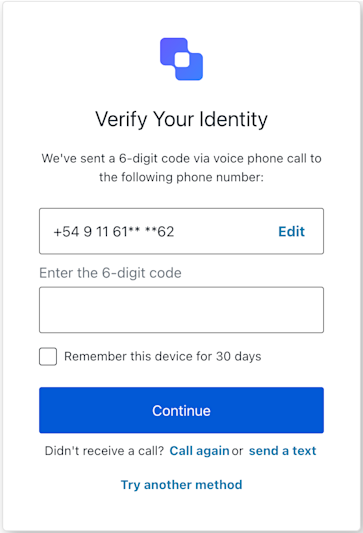 Verify Your Identity
We've sent a 6-digit code via voice phone call to
the following phone number:
+54 9 11 61** **62 Edit
Enter the 6-digit code
Remember this device for 30 days
Continue
Didn't receive a call? Call again or send a text
Try another method